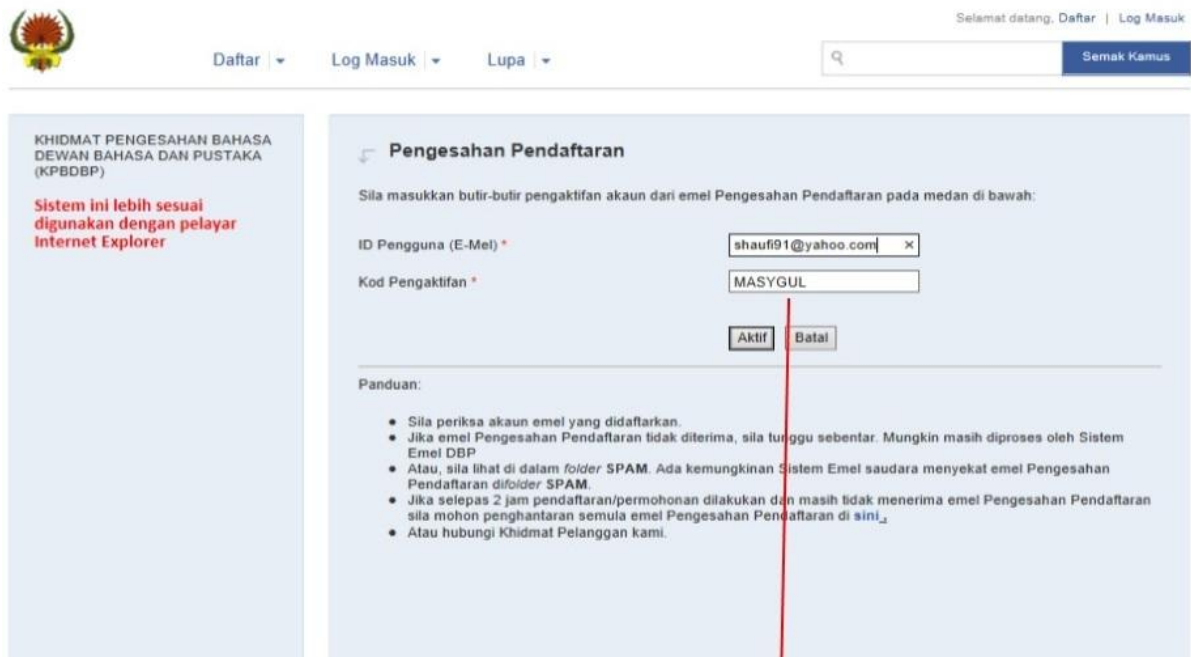 Selamat datang, Daftar | Log Masuk
Daftar Log Masuk Lupa
Semak Kamus
KHIDMAT PENGESAHAN BAHASA
DEWAN BAHASA DAN PUSTAKA
(KPBDBP)
Sistem ini lebih sesuai
digunakan dengan pelayar
Internet Explorer
Pengesahan Pendaftaran
Sila masukkan butir-butir pengaktifan akaun dari emel Pengesahan Pendaftaran pada medan di bawah:
ID Pengguna (E-Mel) * shaufi91@yahoo.com ×
Kod Pengaktifan * MASYGUL
Aktif Batal
Panduan:
• Sila periksa akaun emel yang didaftarkan.
• Jika emel Pengesahan Pendaftaran tidak diterima, sila tunggu sebentar. Mungkin masih diproses oleh Sistem
Emel DBP
• Atau, sila lihat di dalam folder SPAM. Ada kemungkinan Sistem Emel saudara menyekat emel Pengesahan
Pendaftaran difolder SPAM.
• Jika selepas 2 jam pendaftaran/permohonan dilakukan dan masih tidak menerima emel Pengesahan Pendaftaran
sila mohon penghantaran semula emel Pengesahan Pendaftaran di sini
• Atau hubungi Khidmat Pelanggan kami.